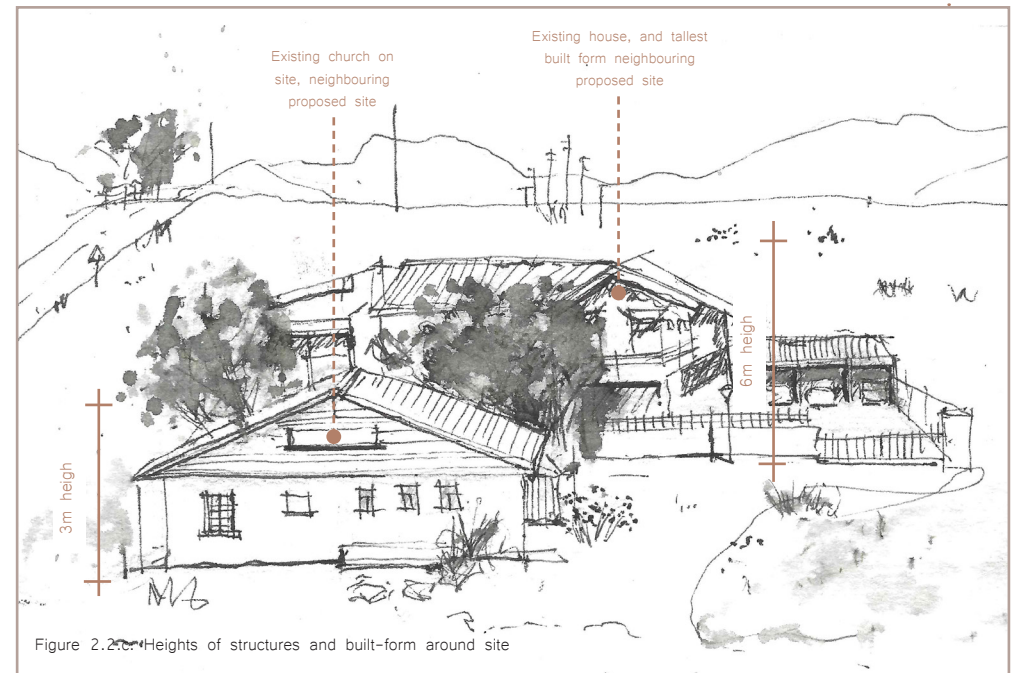 Existing church on
site, neighbouring
proposed site
Existing house, and tallest
built form neighbouring
proposed site
6m heigh
3m heigh
Figure 2.2.c. Heights of structures and built-form around site